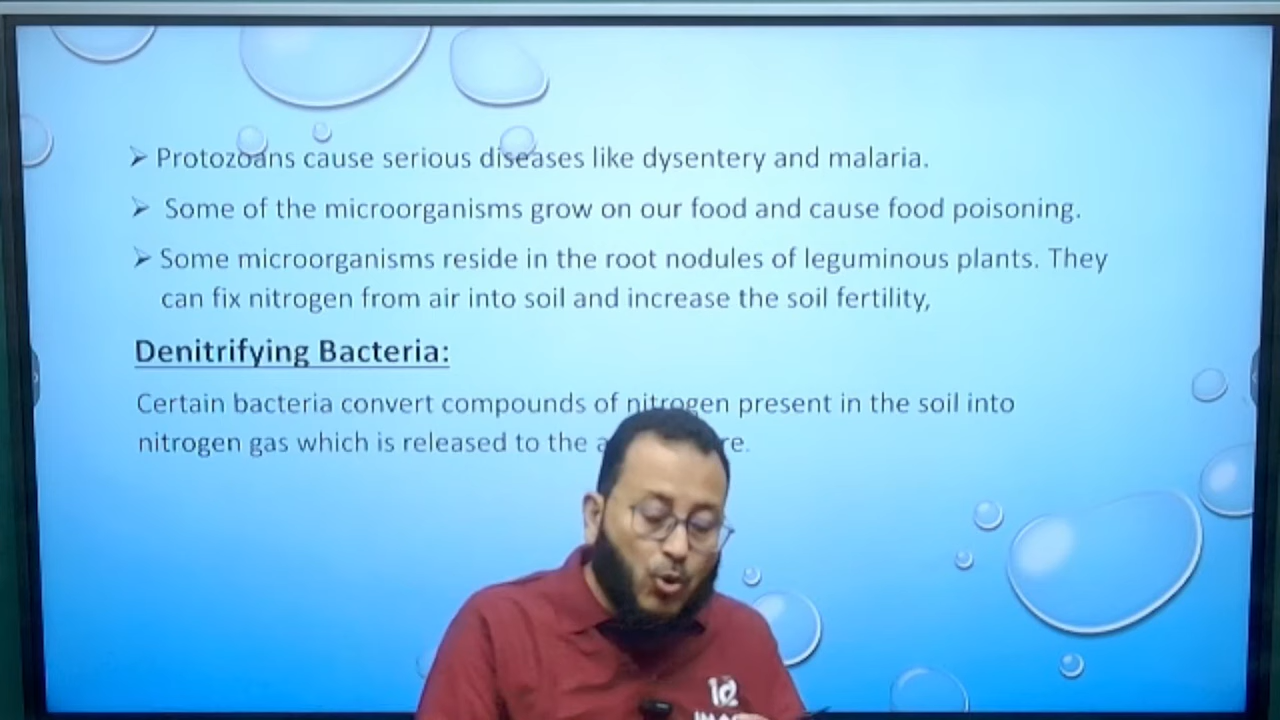 ➤ Protozoans cause serious diseases like dysentery and malaria.
➤ Some of the microorganisms grow on our food and cause food poisoning.
➤ Some microorganisms reside in the root nodules of leguminous plants. They
can fix nitrogen from air into soil and increase the soil fertility,
Denitrifying Bacteria:
Certain bacteria convert compounds of nitrogen present in the soil into
nitrogen gas which is released to the